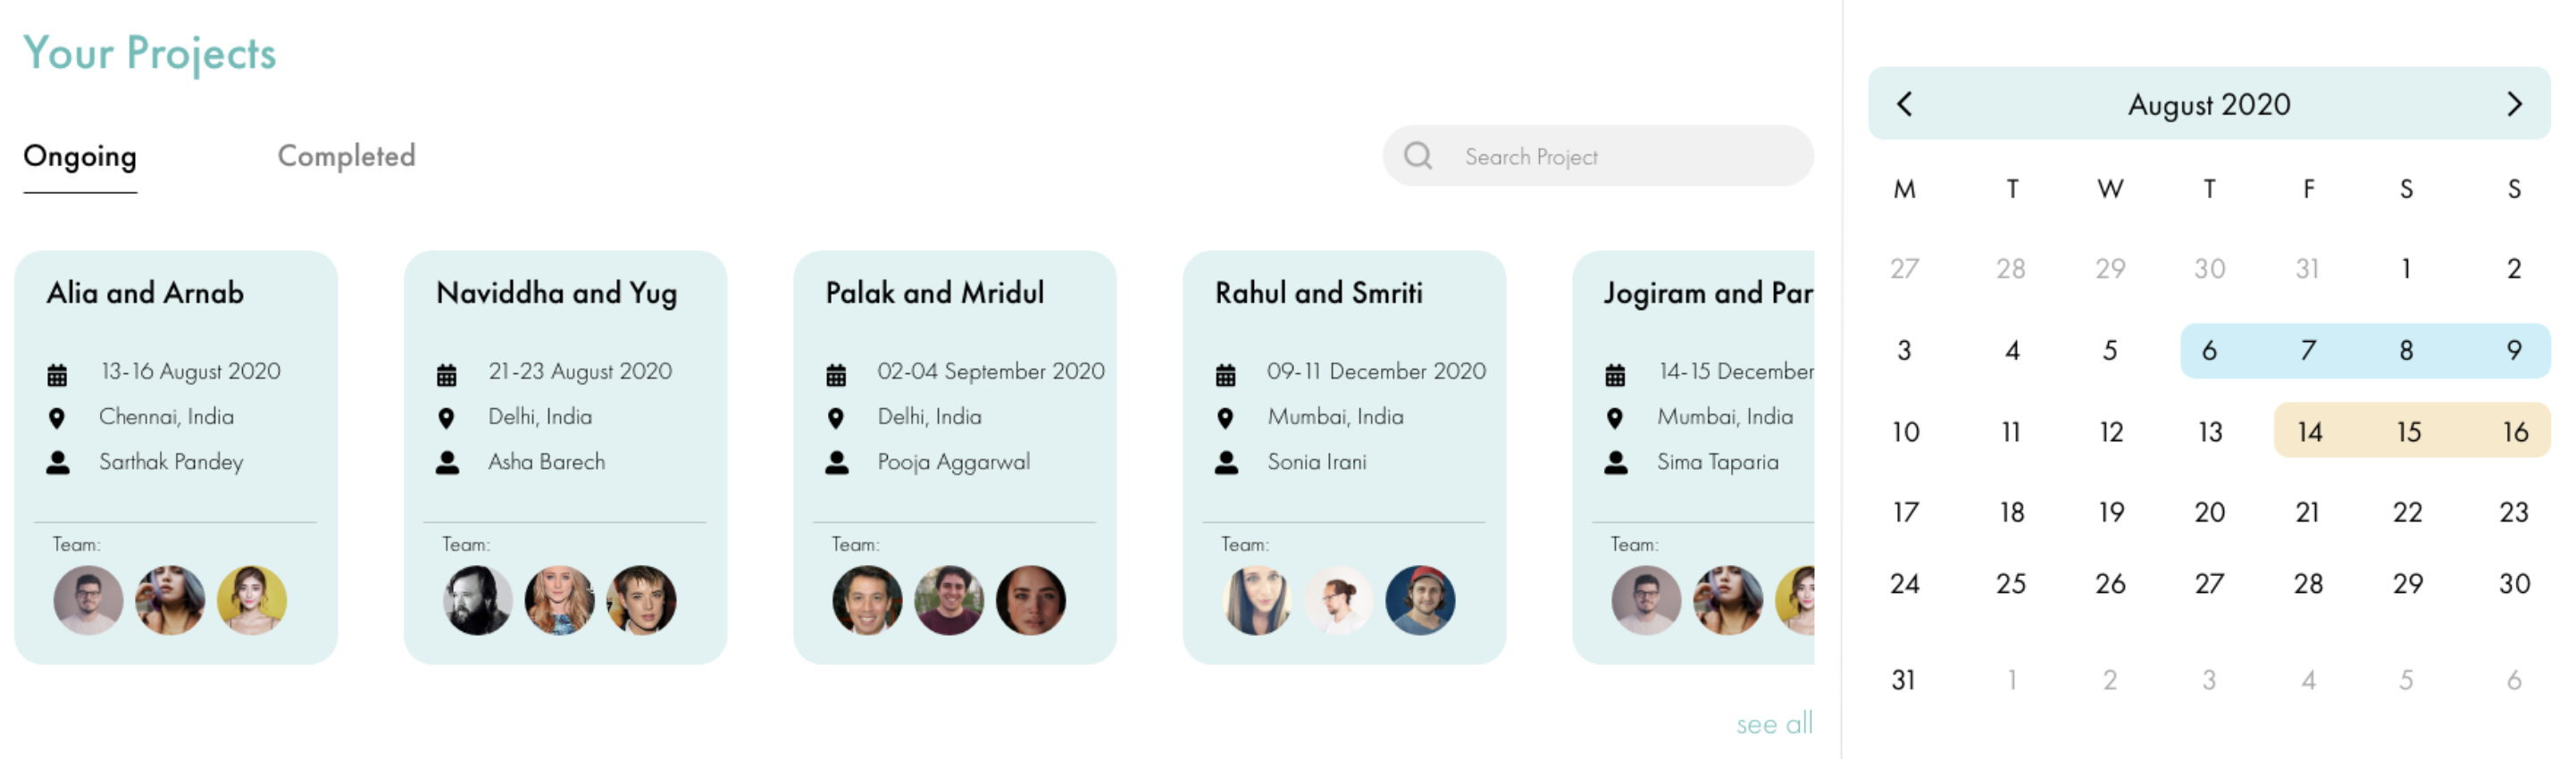 Your Projects
Ongoing
Completed
Search Project
Alia and Arnab
13-16 August 2020
Chennai, India
Sarthak Pandey
Team:
Naviddha and Yug
21-23 August 2020
Delhi, India
Asha Barech
Team:
Palak and Mridul
02-04 September 2020
Delhi, India
Pooja Aggarwal
Team:
Rahul and Smriti
09-11 December 2020
Mumbai, India
Sonia Irani
Team:
Jogiram and Par
14-15 December
Mumbai, India
Sima Taparia
Team:
see all
August 2020
M T W T F S S
27 28 29 30 31 1 2
3 4 5 6 7 8 9
10 11 12 13 14 15 16
17 18 19 20 21 22 23
24 25 26 27 28 29 30
31 1 2 3 4 5 6